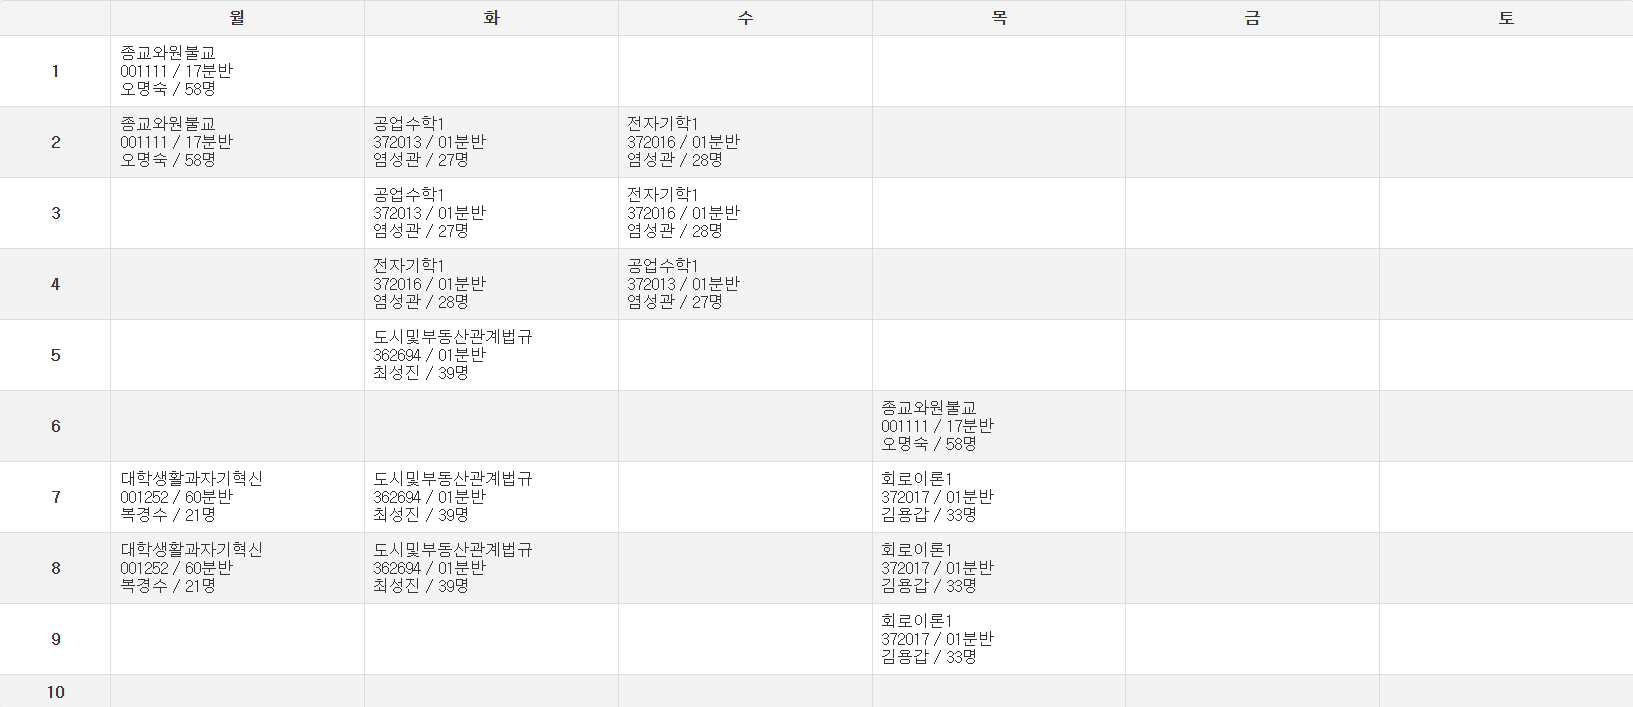 월 화 수 목 금 토
1
종교와원불교
001111 / 17분반
오명숙 / 58명
2
종교와원불교
001111 / 17분반
오명숙 / 58명
공업수학1
372013 / 01분반
염성관 / 27명
전자기학1
372016 / 01분반
염성관 / 28명
3
공업수학1
372013 / 01분반
염성관 / 27명
전자기학1
372016 / 01분반
염성관 / 28명
4
전자기학1
372016 / 01분반
염성관 / 28명
공업수학1
372013 / 01분반
염성관 / 27명
5
도시및부동산관계법규
362694 / 01분반
최성진 / 39명
6
종교와원불교
001111 / 17분반
오명숙 / 58명
7
대학생활과자기혁신
001252 / 60분반
복경수 / 21명
도시및부동산관계법규
362694 / 01분반
최성진 / 39명
회로이론1
372017 / 01분반
김용갑 / 33명
8
대학생활과자기혁신
001252 / 60분반
복경수 / 21명
도시및부동산관계법규
362694 / 01분반
최성진 / 39명
회로이론1
372017 / 01분반
김용갑 / 33명
9
회로이론1
372017 / 01분반
김용갑 / 33명
10